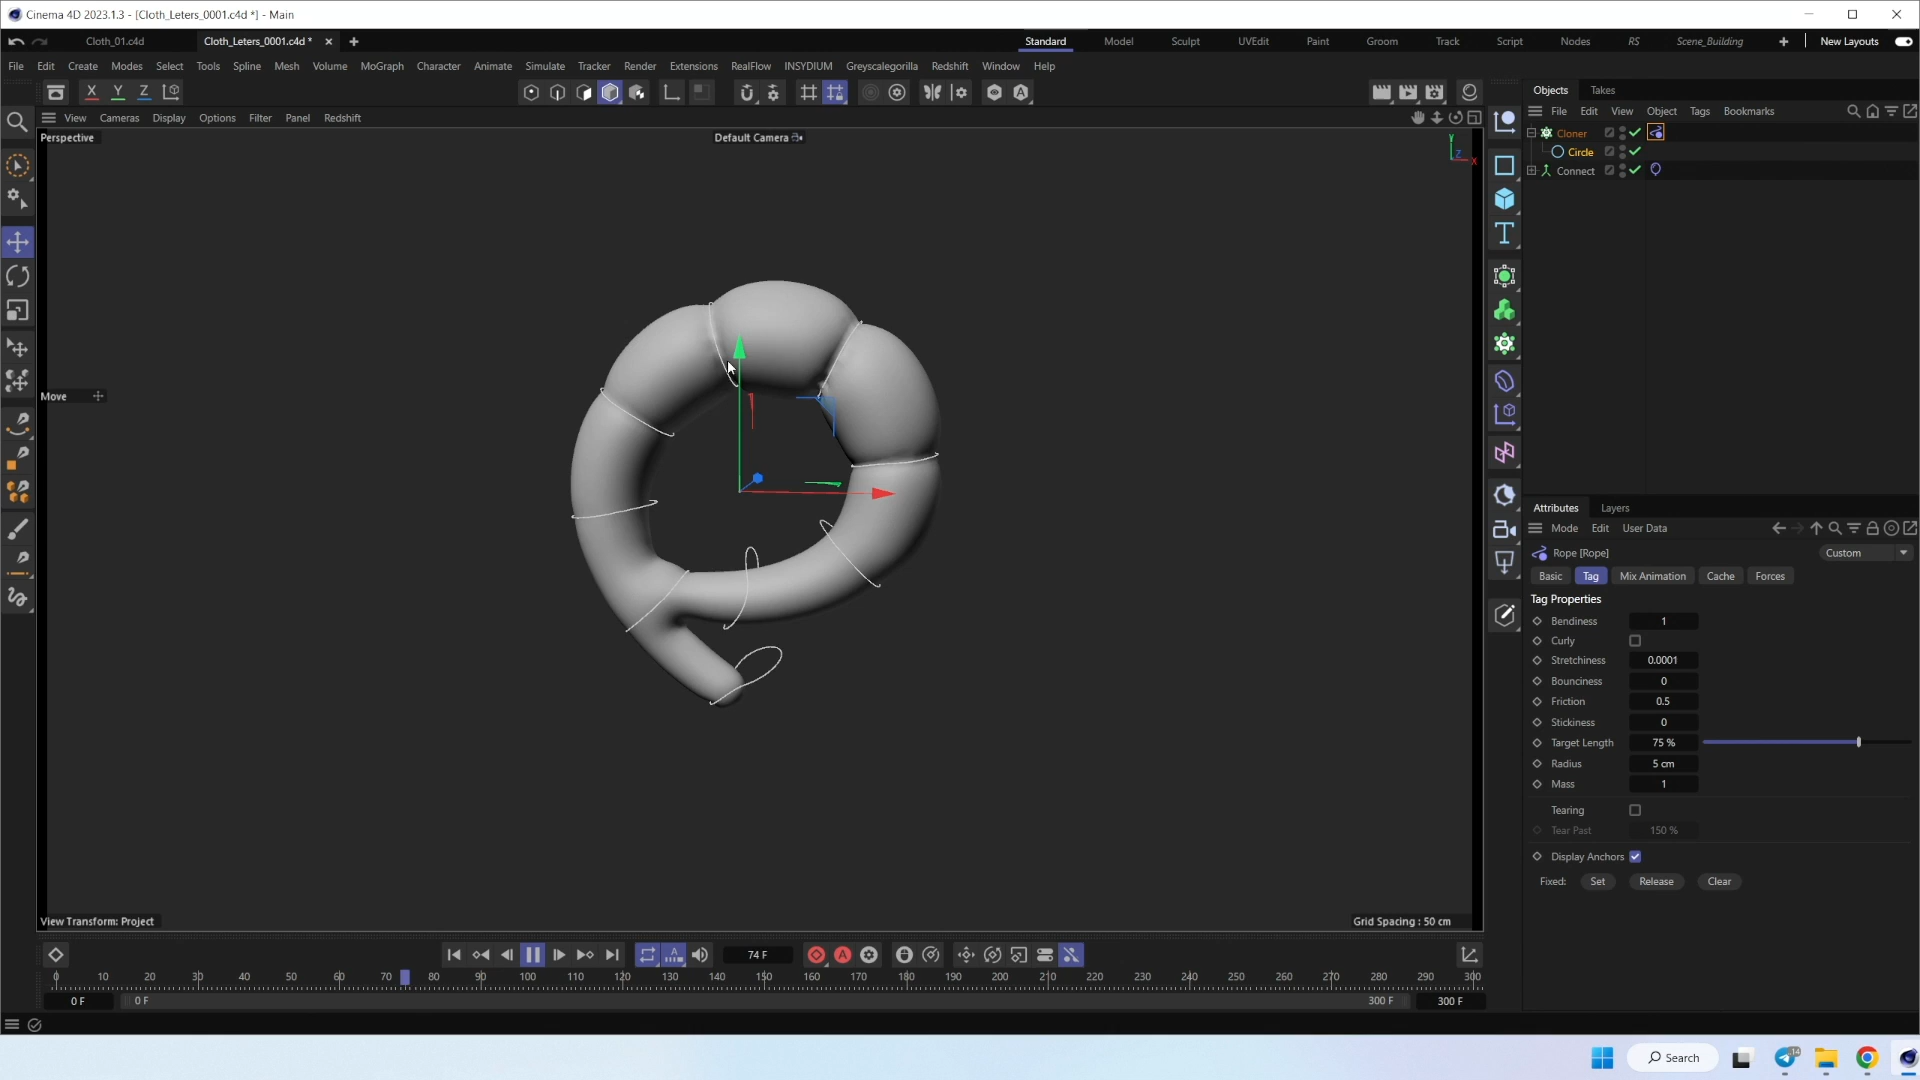 Cinema 4D 2023.1.3 - [Cloth_Leters_0001.c4d *] - Main
Cloth_01.c4d
Cloth_Leters_0001.c4d *
Standard Model Sculpt UVEdit Paint Groom Track Script Nodes RS Scene_Building New Layouts
File Edit Create Modes Select Tools Spline Mesh Volume MoGraph Character Animate Simulate Tracker Render Extensions RealFlow INSYDIUM Greyscalegorilla Redshift Window Help
X Y Z
Objects Takes
File Edit View Object Tags Bookmarks
View Cameras Display Options Filter Panel Redshift
Perspective
Default Camera
Y
Z
X
Cloner
Circle
Connect
Move
Attributes Layers
Mode Edit User Data
Rope [Rope]
Custom
Basic Tag Mix Animation Cache Forces
Tag Properties
Bendiness 1
Curly
Stretchiness 0.0001
Bounciness 0
Friction 0.5
Stickiness 0
Target Length 75 %
Radius 5 cm
Mass 1
Tearing
Tear Past 150 %
Display Anchors
Fixed: Set Release Clear
View Transform: Project
Grid Spacing : 50 cm
74 F
0 10 20 30 40 50 60 70 80 90 100 110 120 130 140 150 160 170 180 190 200 210 220 230 240 250 260 270 280 290 300
0 F 0 F 300 F 300 F
Search